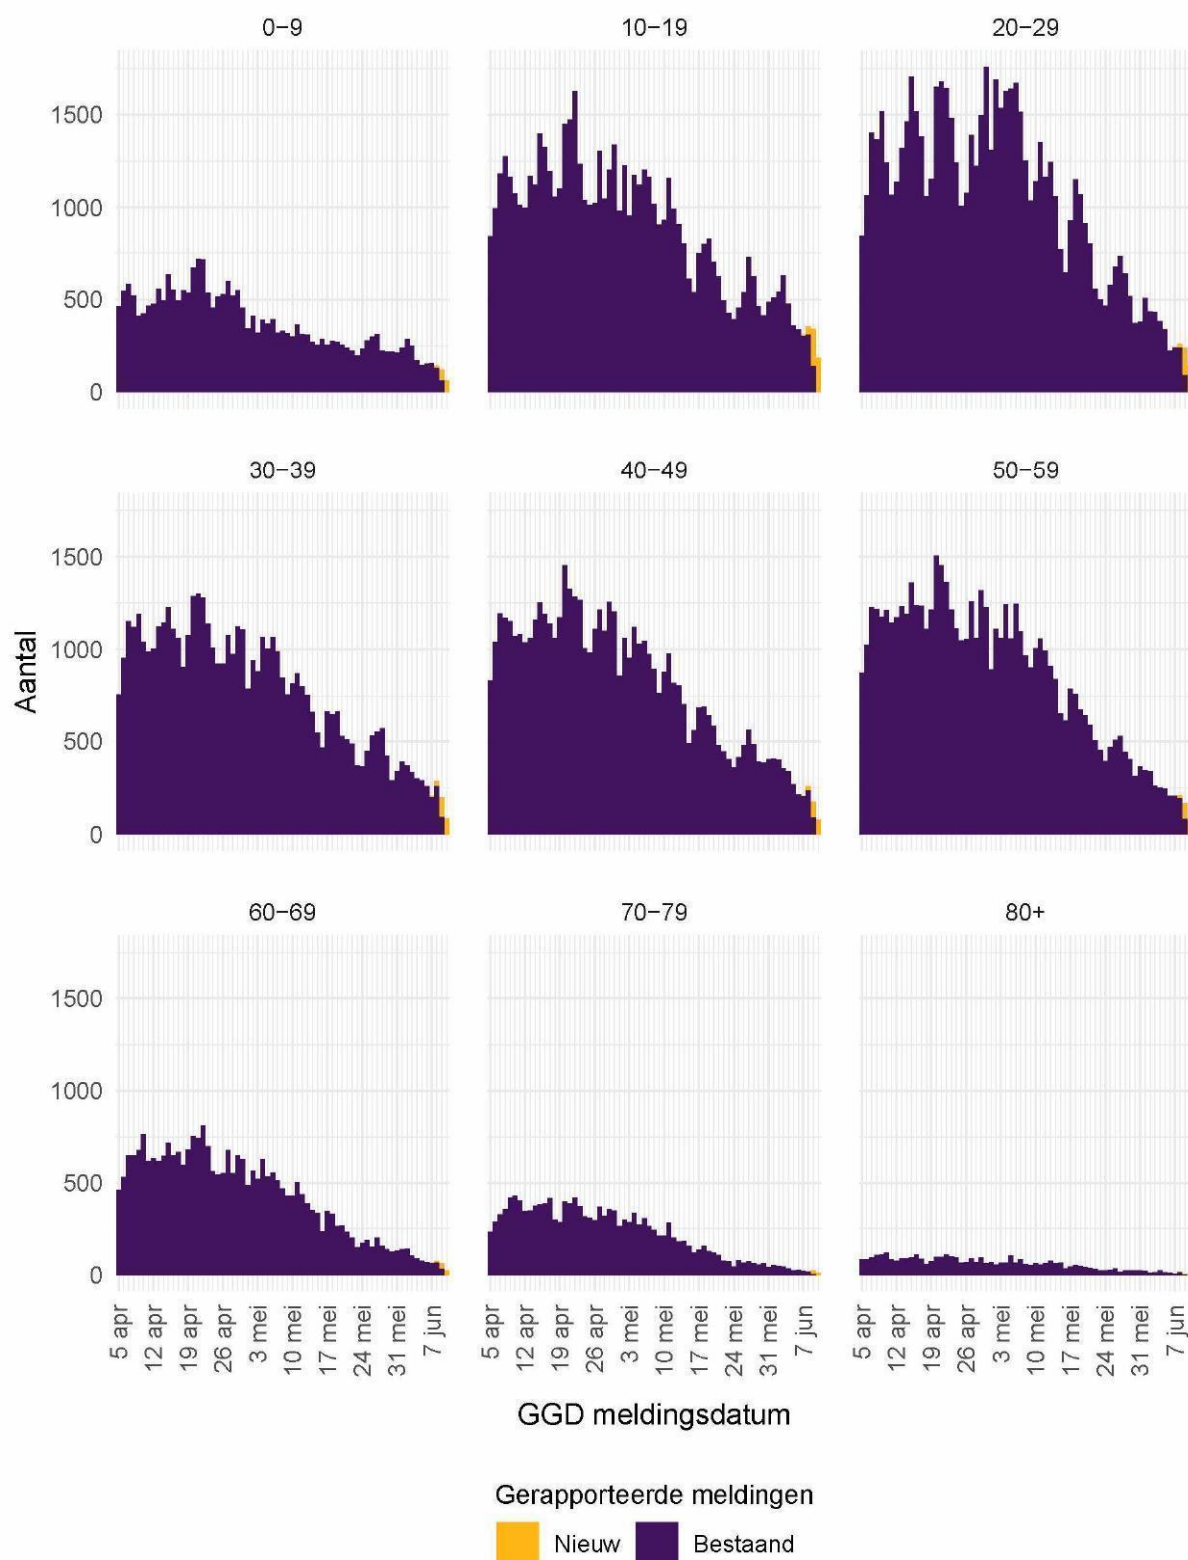 0−9 10−19 20−29
1500
1000
500
0
30−39 40−49 50−59
1500
1000
500
0
Aantal
60−69 70−79 80+
1500
1000
500
0
5 apr 12 apr 19 apr 26 apr 3 mei 10 mei 17 mei 24 mei 31 mei 7 jun 5 apr 12 apr 19 apr 26 apr 3 mei 10 mei 17 mei 24 mei 31 mei 7 jun 5 apr 12 apr 19 apr 26 apr 3 mei 10 mei 17 mei 24 mei 31 mei 7 jun
GGD meldingsdatum
Gerapporteerde meldingen
Nieuw Bestaand